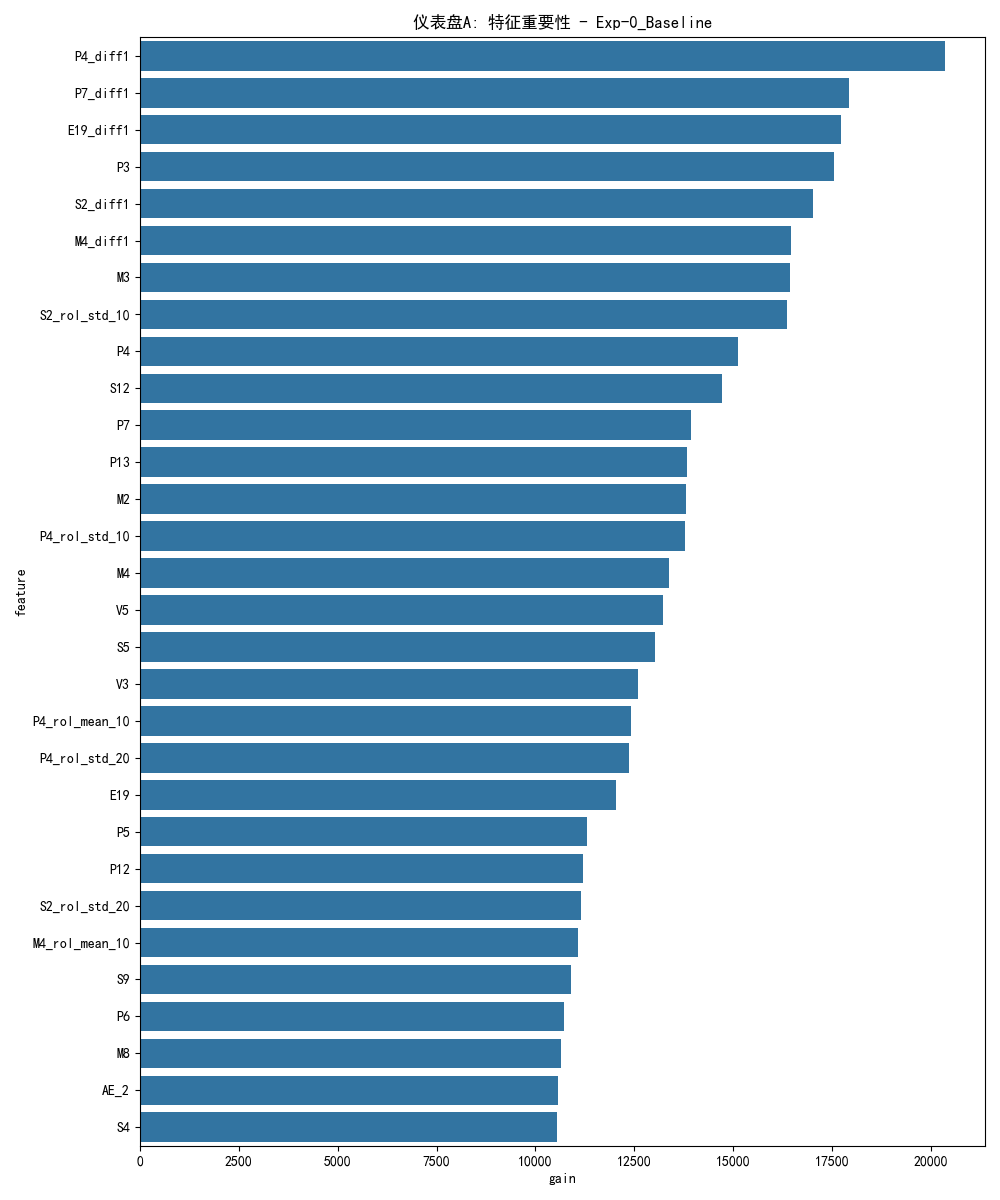 仪表盘A: 特征重要性 - Exp-0_Baseline
P4_diff1
P7_diff1
E19_diff1
P3
S2_diff1
M4_diff1
M3
S2_rol_std_10
P4
S12
P7
P13
M2
P4_rol_std_10
M4
V5
S5
V3
P4_rol_mean_10
P4_rol_std_20
E19
P5
P12
S2_rol_std_20
M4_rol_mean_10
S9
P6
M8
AE_2
S4
feature
0 2500 5000 7500 10000 12500 15000 17500 20000
gain